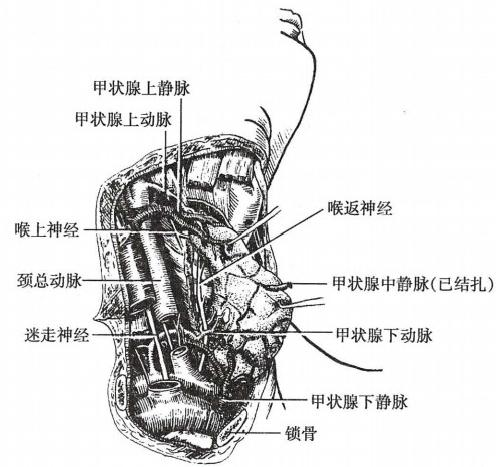 甲状腺上静脉
甲状腺上动脉
喉上神经
喉返神经
颈总动脉
甲状腺中静脉(已结扎)
迷走神经
甲状腺下动脉
甲状腺下静脉
锁骨